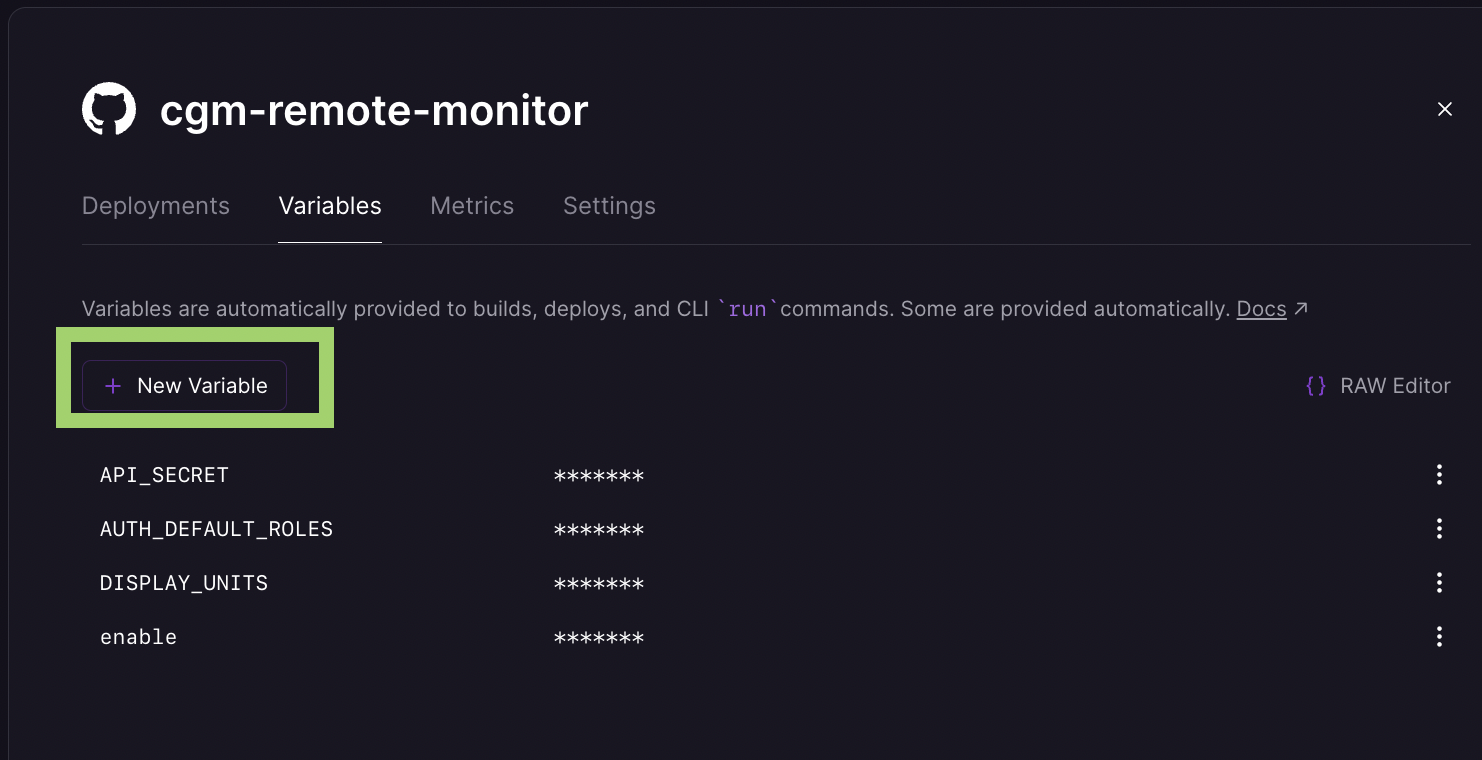 cgm-remote-monitor
Deployments Variables Metrics Settings
Variables are automatically provided to builds, deploys, and CLI `run`commands. Some are provided automatically. Docs ↗
+ New Variable {} RAW Editor
API_SECRET *******
AUTH_DEFAULT_ROLES *******
DISPLAY_UNITS *******
enable *******